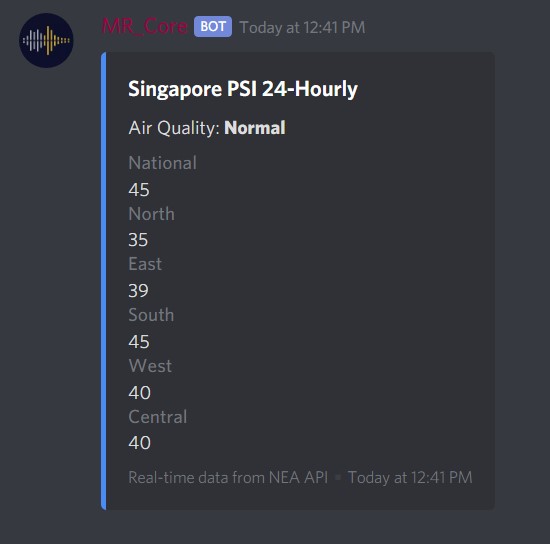 MR_Core BOT Today at 12:41 PM
Singapore PSI 24-Hourly
Air Quality: Normal
National
45
North
35
East
39
South
45
West
40
Central
40
Real-time data from NEA API • Today at 12:41 PM